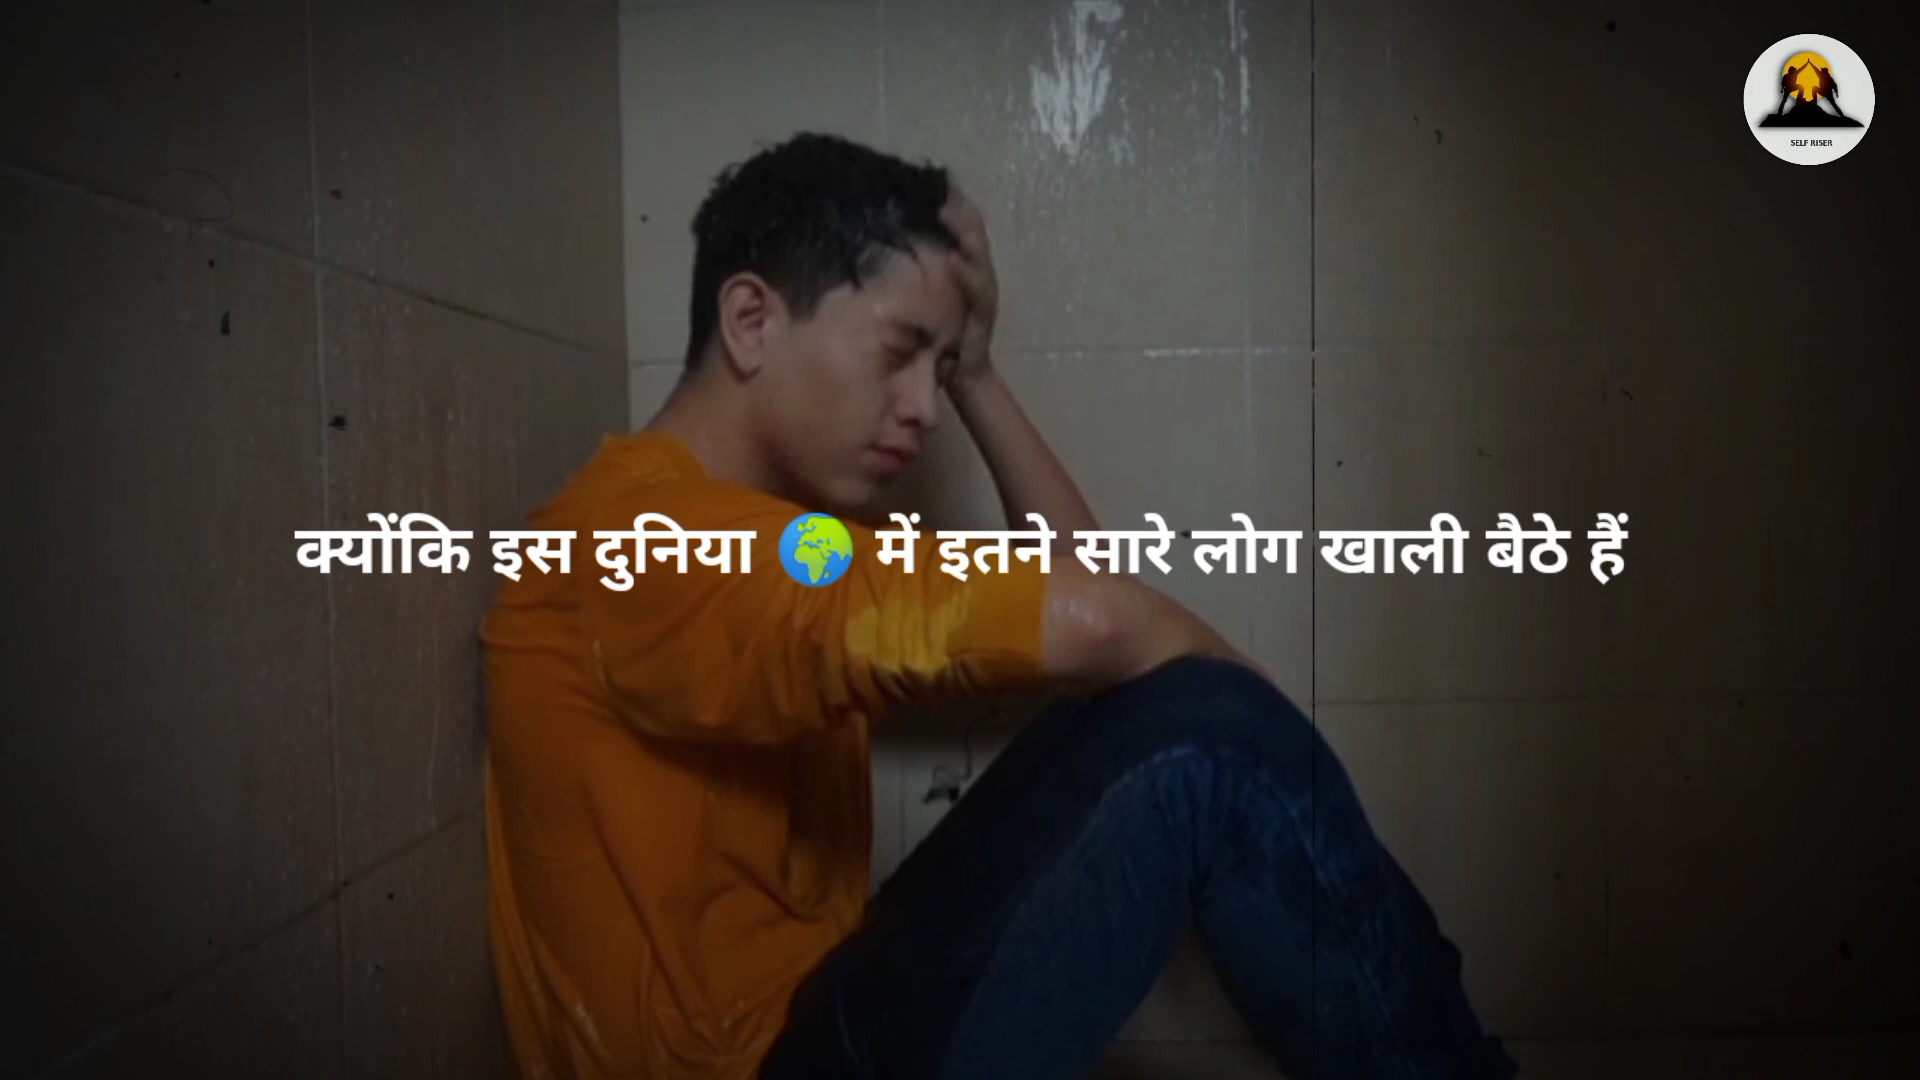 SELF RISER
क्योंकि इस दुनिया 🌍 में इतने सारे लोग खाली बैठे हैं